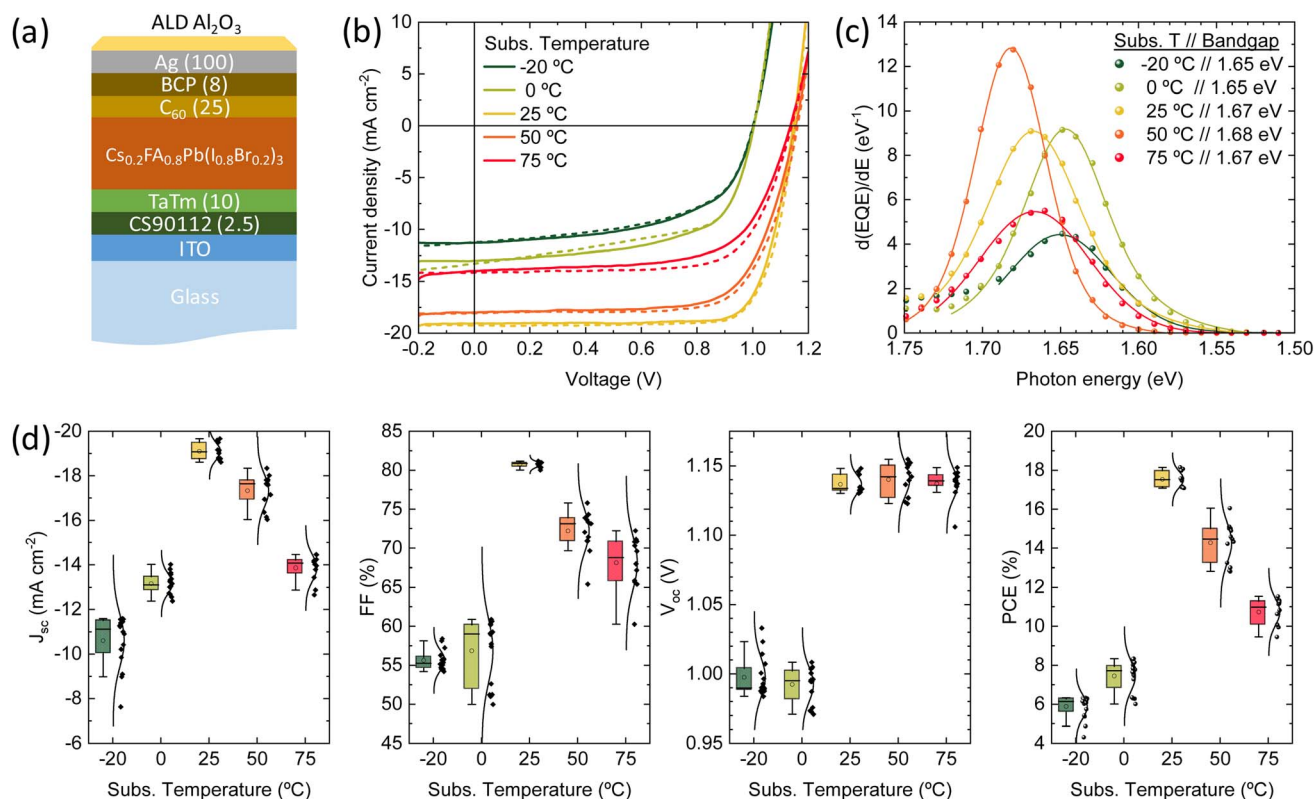 (a)
ALD Al2O3
Ag (100)
BCP (8)
C60 (25)
Cs0.2FA0.8Pb(I0.8Br0.2)3
TaTm (10)
CS90112 (2.5)
ITO
Glass
(b)
Subs. Temperature
-20 ºC
0 ºC
25 ºC
50 ºC
75 ºC
10
5
0
-5
-10
-15
-20
Current density (mA cm-2)
-0.2 0.0 0.2 0.4 0.6 0.8 1.0 1.2
Voltage (V)
(c)
Subs. T // Bandgap
-20 ºC // 1.65 eV
0 ºC // 1.65 eV
25 ºC // 1.67 eV
50 ºC // 1.68 eV
75 ºC // 1.67 eV
14
12
10
8
6
4
2
0
d(EQE)/dE (eV-1)
1.75 1.70 1.65 1.60 1.55 1.50
Photon energy (eV)
(d)
-20
-18
-16
-14
-12
-10
-8
-6
Jsc (mA cm-2)
-20 0 25 50 75
Subs. Temperature (ºC)
85
80
75
70
65
60
55
50
45
FF (%)
-20 0 25 50 75
Subs. Temperature (ºC)
1.15
1.10
1.05
1.00
0.95
Voc (V)
-20 0 25 50 75
Subs. Temperature (ºC)
20
18
16
14
12
10
8
6
4
PCE (%)
-20 0 25 50 75
Subs. Temperature (ºC)